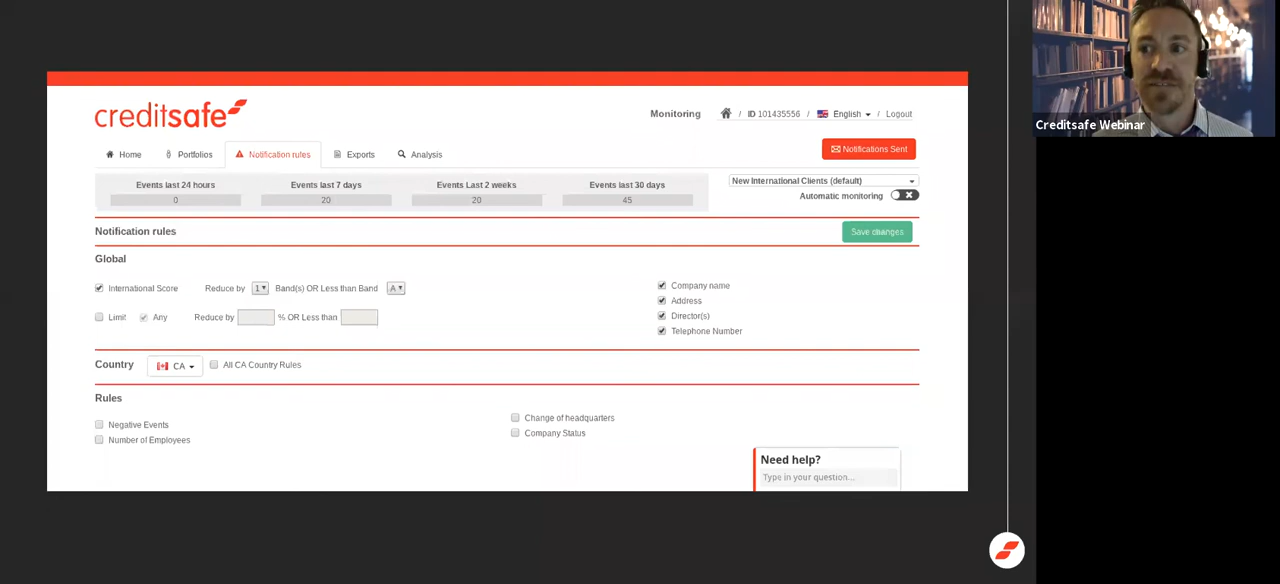 creditsafe
Monitoring / ID 101435556 / English / Logout
Home Portfolios Notification rules Exports Analysis
Notifications Sent
Events last 24 hours Events last 7 days Events Last 2 weeks Events last 30 days
0 20 20 45
New International Clients (default)
Automatic monitoring
Notification rules
Save changes
Global
International Score Reduce by 1 Band(s) OR Less than Band A
Limit Any Reduce by % OR Less than
Company name
Address
Director(s)
Telephone Number
Country CA All CA Country Rules
Rules
Negative Events
Number of Employees
Change of headquarters
Company Status
Need help?
Type in your question...
Creditsafe Webinar